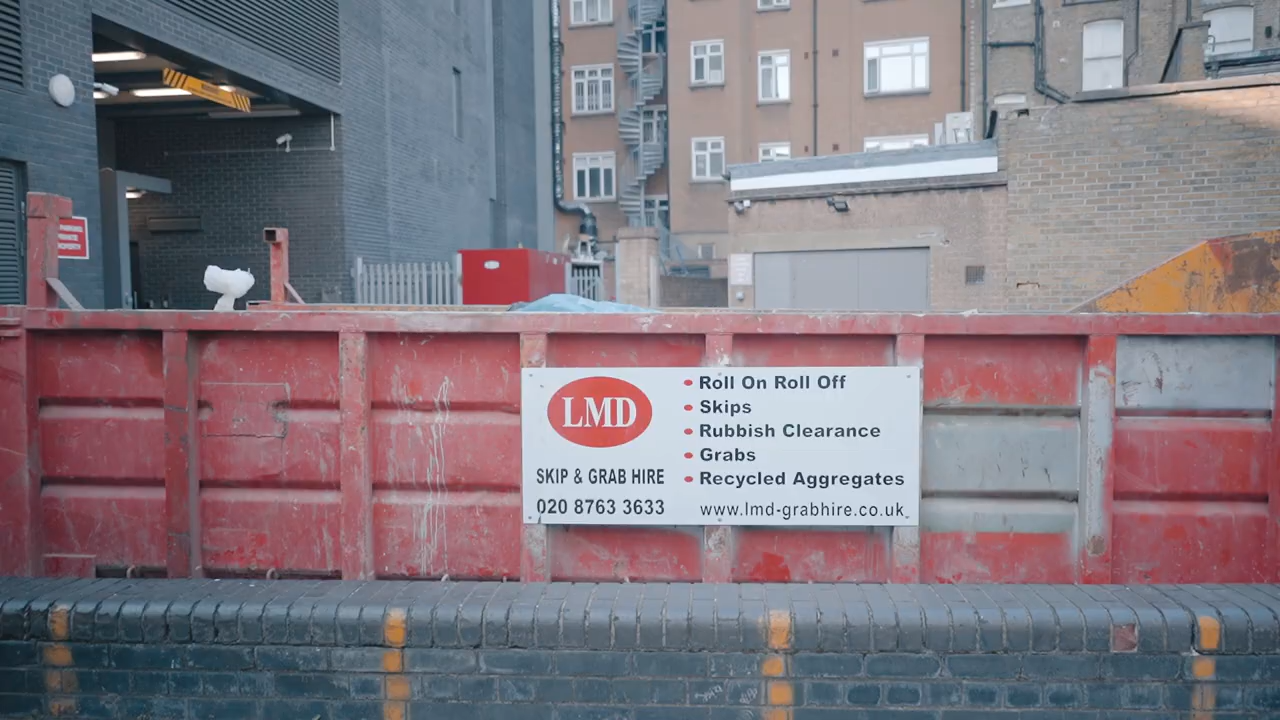 LMD
SKIP & GRAB HIRE
020 8763 3633
• Roll On Roll Off
• Skips
• Rubbish Clearance
• Grabs
• Recycled Aggregates
www.lmd-grabhire.co.uk